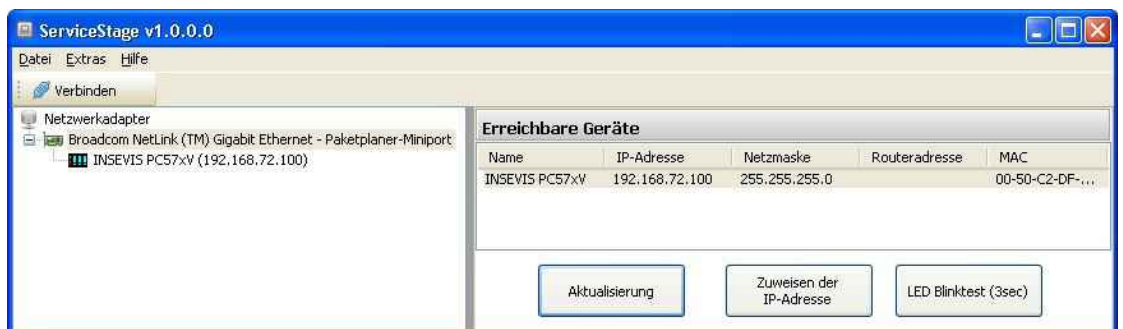 ServiceStage v1.0.0.0
Datei Extras Hilfe
Verbinden
Netzwerkadapter
Broadcom NetLink (TM) Gigabit Ethernet - Paketplaner-Miniport
INSEVIS PC57xV (192.168.72.100)
Erreichbare Geräte
Name IP-Adresse Netzmaske Routeradresse MAC
INSEVIS PC57xV 192.168.72.100 255.255.255.0 00-50-C2-DF-...
Aktualisierung
Zuweisen der
IP-Adresse
LED Blinktest (3sec)